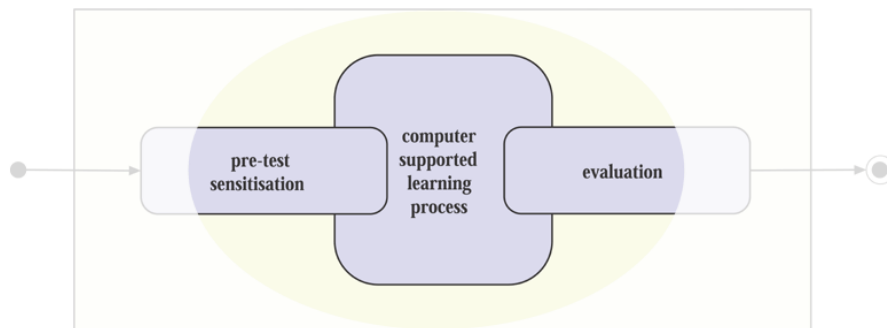 pre-test
sensitisation
computer
supported
learning
process
evaluation